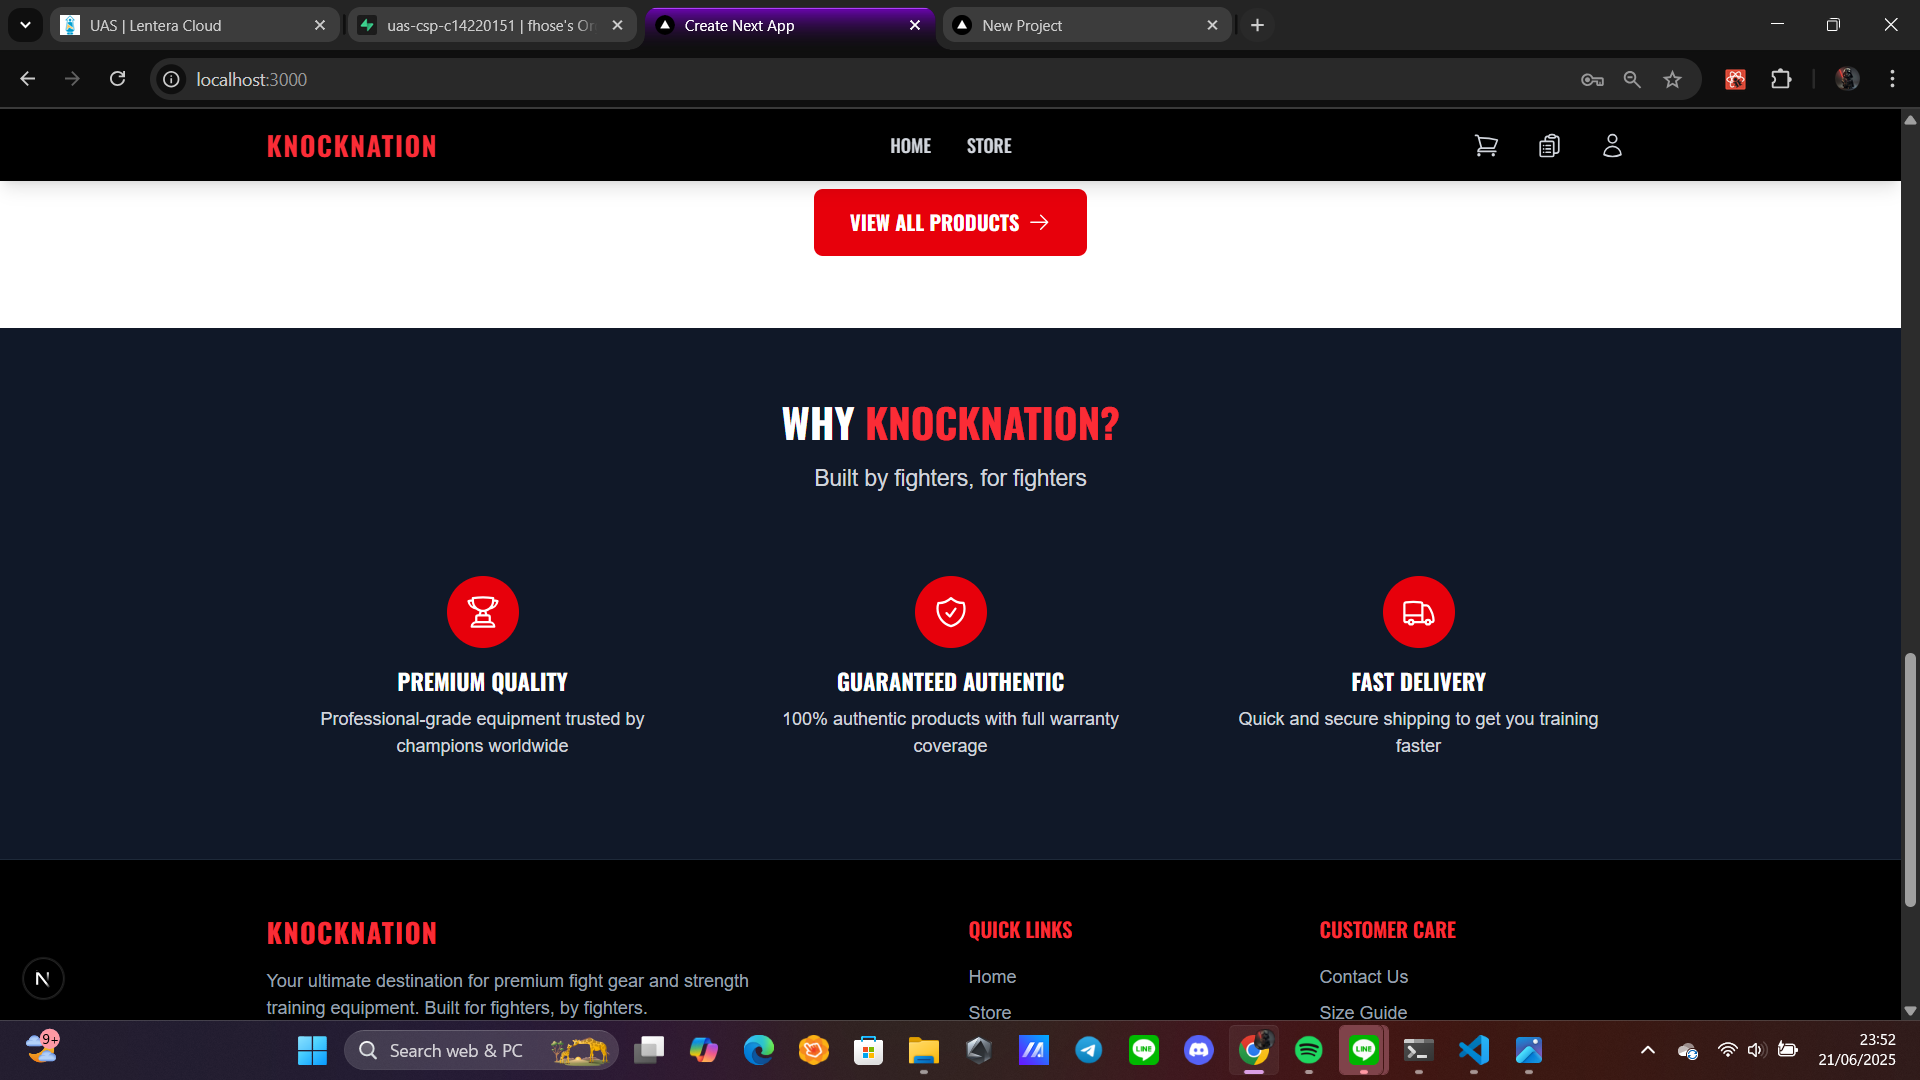 UAS | Lentera Cloud
uas-csp-c14220151 | fhose's Or
Create Next App
New Project
localhost:3000
KNOCKNATION
HOME
STORE
VIEW ALL PRODUCTS
WHY KNOCKNATION?
Built by fighters, for fighters
PREMIUM QUALITY
Professional-grade equipment trusted by
champions worldwide
GUARANTEED AUTHENTIC
100% authentic products with full warranty
coverage
FAST DELIVERY
Quick and secure shipping to get you training
faster
KNOCKNATION
Your ultimate destination for premium fight gear and strength
training equipment. Built for fighters, by fighters.
QUICK LINKS
Home
Store
CUSTOMER CARE
Contact Us
Size Guide
N
9+
Search web & PC
LINE
LINE
23:52
21/06/2025